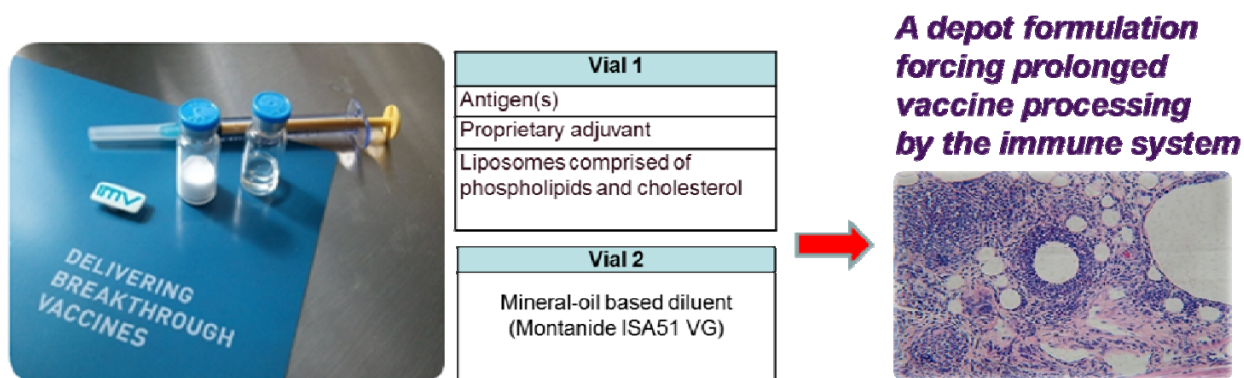 imv
DELIVERING
BREAKTHROUGH
VACCINES
Vial 1
Antigen(s)
Proprietary adjuvant
Liposomes comprised of
phospholipids and cholesterol
Vial 2
Mineral-oil based diluent
(Montanide ISA51 VG)
A depot formulation
forcing prolonged
vaccine processing
by the immune system